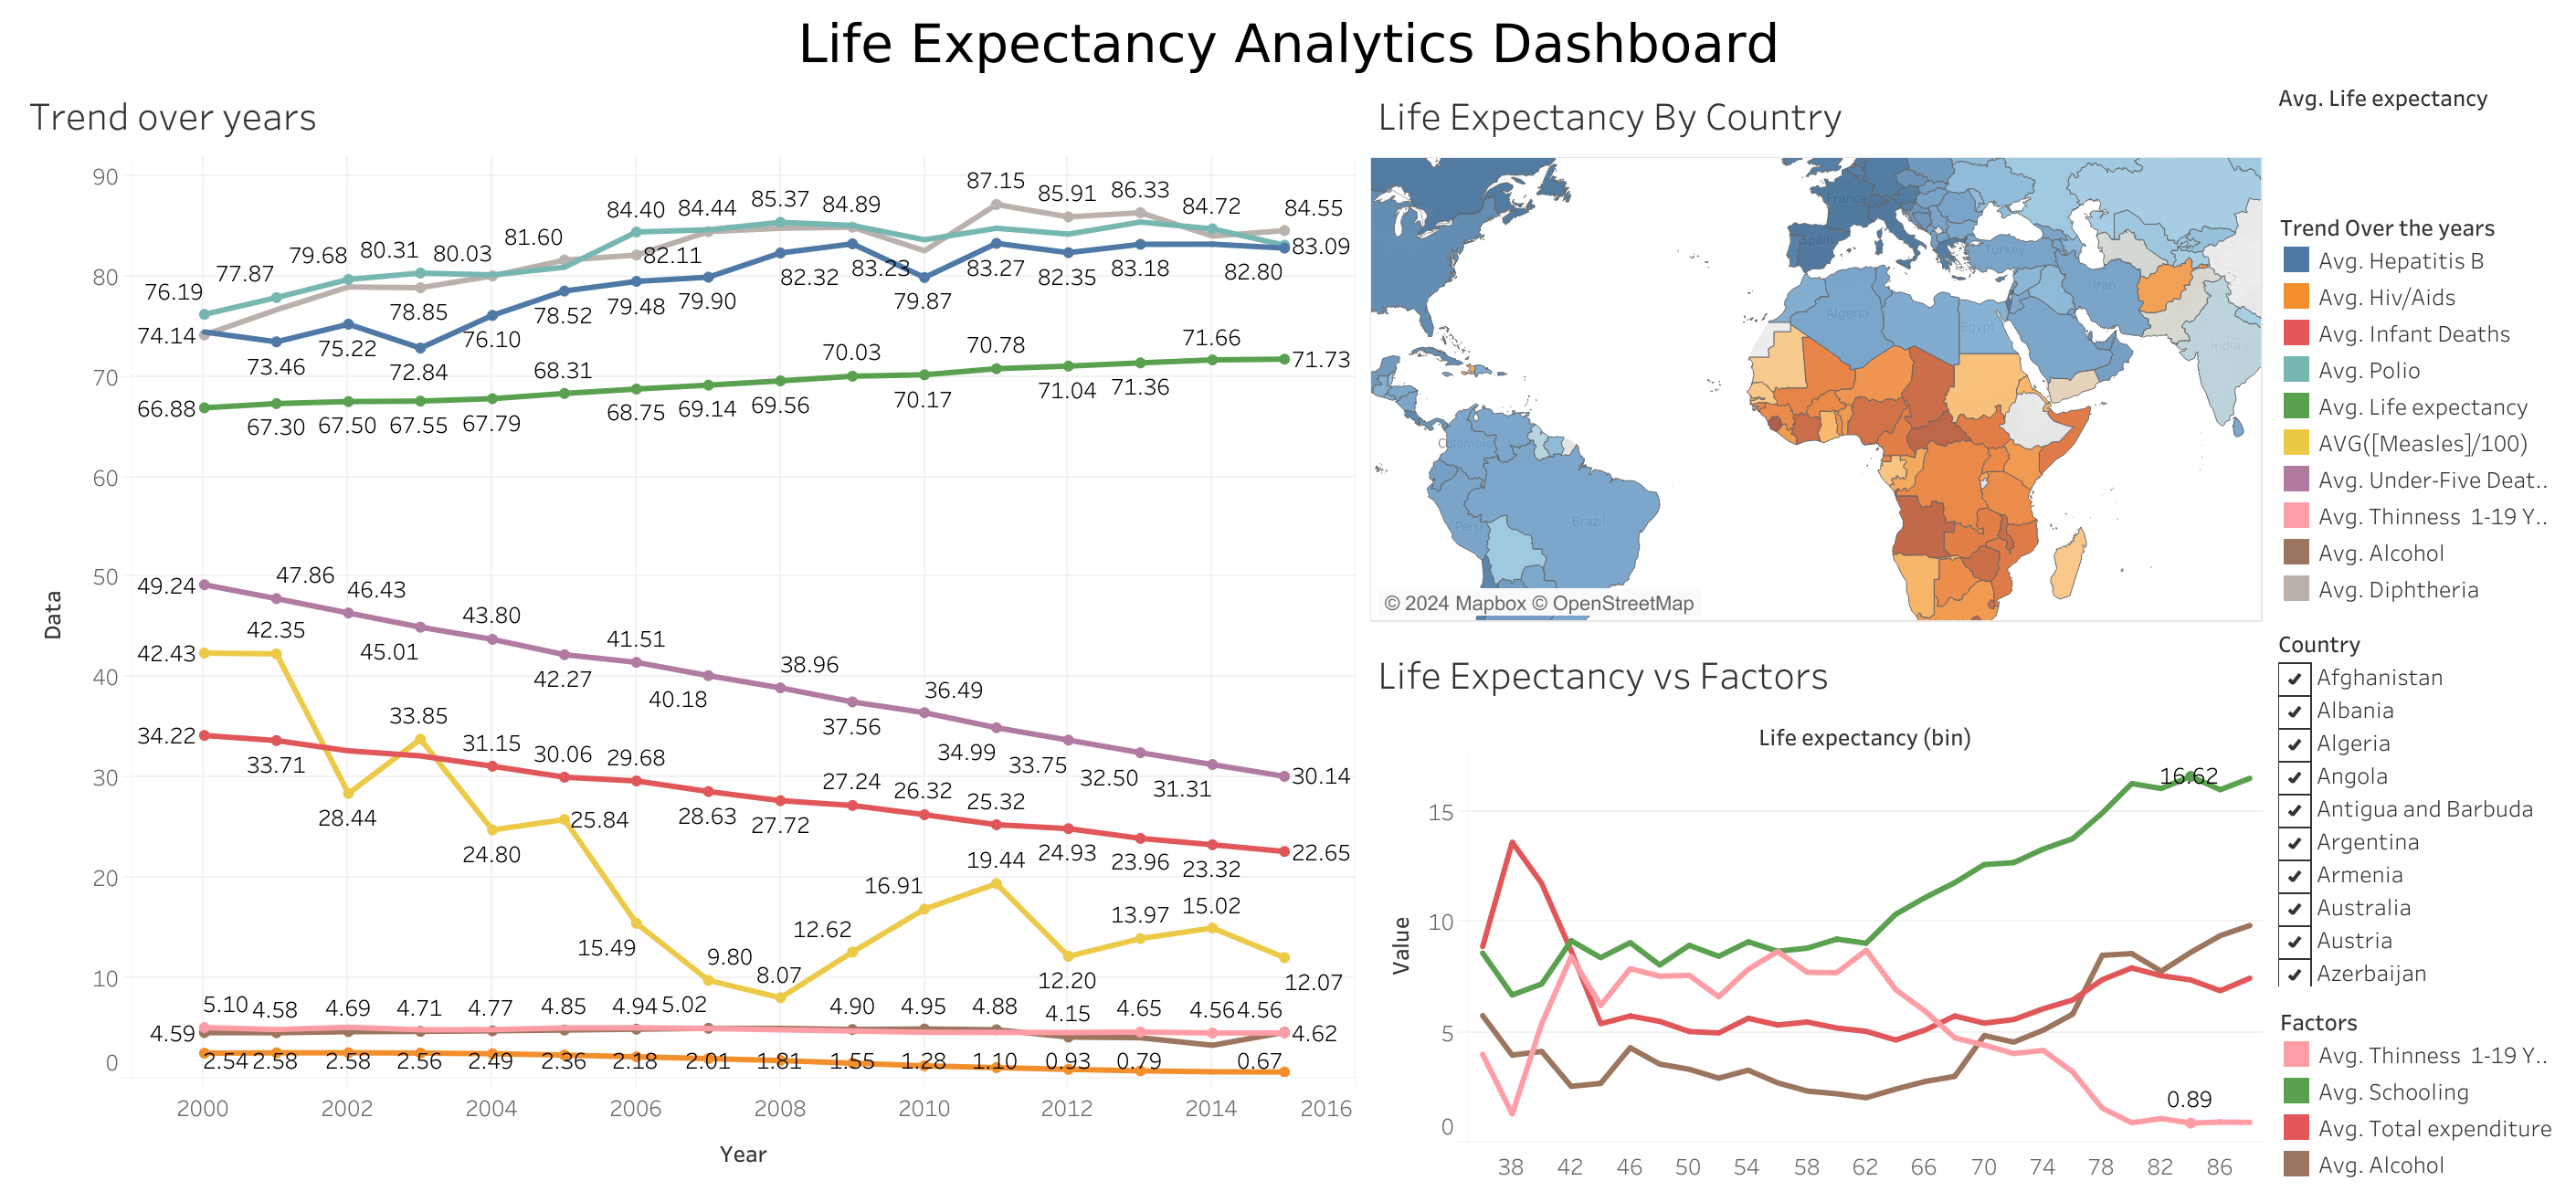 Life Expectancy Analytics Dashboard
Trend over years
90
80
70
60
50
40
30
20
10
0
Data
76.19 77.87 79.68 80.31 80.03 81.60 84.40 84.44 85.37 84.89 87.15 85.91 86.33 84.72 84.55
74.14 73.46 75.22 78.85 72.84 76.10 78.52 82.11 79.48 79.90 82.32 83.23 79.87 83.27 82.35 83.18 82.80 83.09
66.88 67.30 67.50 67.55 67.79 68.31 68.75 69.14 69.56 70.03 70.17 70.78 71.04 71.36 71.66 71.73
49.24 47.86 46.43 45.01 43.80 42.27 41.51 40.18 38.96 37.56 36.49 34.99 33.75 32.50 31.31 30.14
42.43 42.35 28.44 33.85 24.80 25.84 15.49 9.80 8.07 12.62 16.91 19.44 12.20 13.97 15.02 12.07
34.22 33.71 31.15 30.06 29.68 28.63 27.72 27.24 26.32 25.32 24.93 23.96 23.32 22.65
5.10 4.58 4.69 4.71 4.77 4.85 4.94 5.02 4.90 4.95 4.88 4.15 4.65 4.56 4.56
4.59 4.62
2.54 2.58 2.58 2.56 2.49 2.36 2.18 2.01 1.81 1.55 1.28 1.10 0.93 0.79 0.67
2000 2002 2004 2006 2008 2010 2012 2014 2016
Year
Life Expectancy By Country
France
Spain
Turkey
Algeria
Egypt
Iran
India
Colombia
Peru
Brazil
© 2024 Mapbox © OpenStreetMap
Life Expectancy vs Factors
Life expectancy (bin)
15
10
5
0
Value
16.62
0.89
38 42 46 50 54 58 62 66 70 74 78 82 86
Avg. Life expectancy
Trend Over the years
Avg. Hepatitis B
Avg. Hiv/Aids
Avg. Infant Deaths
Avg. Polio
Avg. Life expectancy
AVG([Measles]/100)
Avg. Under-Five Deat..
Avg. Thinness 1-19 Y..
Avg. Alcohol
Avg. Diphtheria
Country
Afghanistan
Albania
Algeria
Angola
Antigua and Barbuda
Argentina
Armenia
Australia
Austria
Azerbaijan
Factors
Avg. Thinness 1-19 Y..
Avg. Schooling
Avg. Total expenditure
Avg. Alcohol